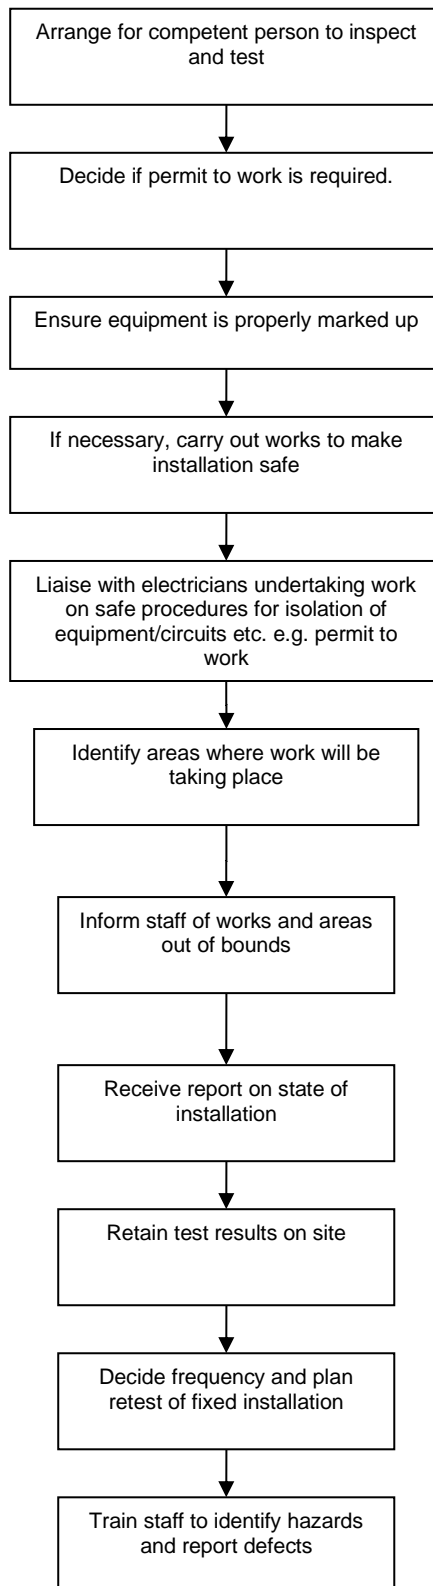 Arrange for competent person to inspect
and test
Decide if permit to work is required.
Ensure equipment is properly marked up
If necessary, carry out works to make
installation safe
Liaise with electricians undertaking work
on safe procedures for isolation of
equipment/circuits etc. e.g. permit to
work
Identify areas where work will be
taking place
Inform staff of works and areas
out of bounds
Receive report on state of
installation
Retain test results on site
Decide frequency and plan
retest of fixed installation
Train staff to identify hazards
and report defects